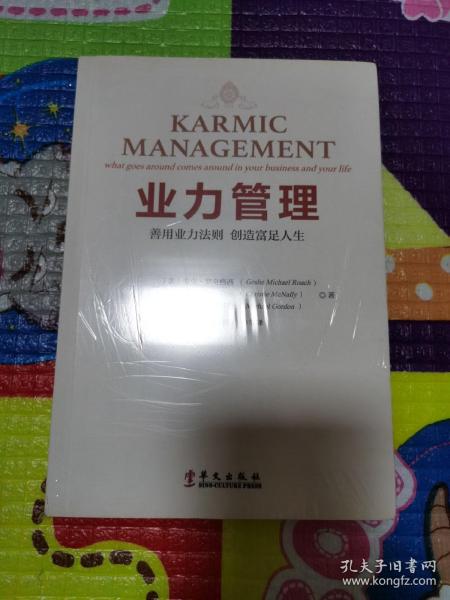 KARMIC
MANAGEMENT
what goes around comes around in your business and your life
业力管理
善用业力法则 创造富足人生
(Geshe Michael Roach)
McNally)
◎著
Gordon)
华文出版社
SINO-CULTURE PRESS
孔夫子旧书网
www.kongfz.com